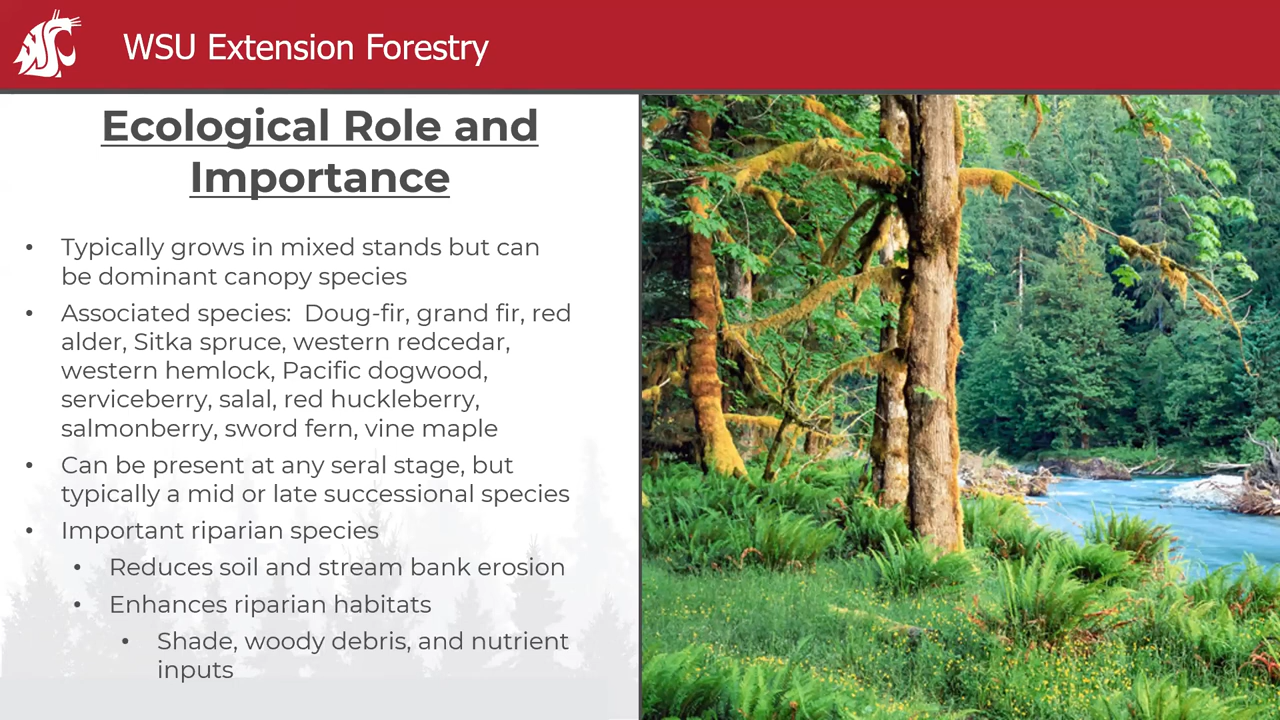 WSU Extension Forestry
Ecological Role and
Importance
• Typically grows in mixed stands but can
be dominant canopy species
• Associated species:  Doug-fir, grand fir, red
alder, Sitka spruce, western redcedar,
western hemlock, Pacific dogwood,
serviceberry, salal, red huckleberry,
salmonberry, sword fern, vine maple
• Can be present at any seral stage, but
typically a mid or late successional species
• Important riparian species
• Reduces soil and stream bank erosion
• Enhances riparian habitats
• Shade, woody debris, and nutrient
inputs